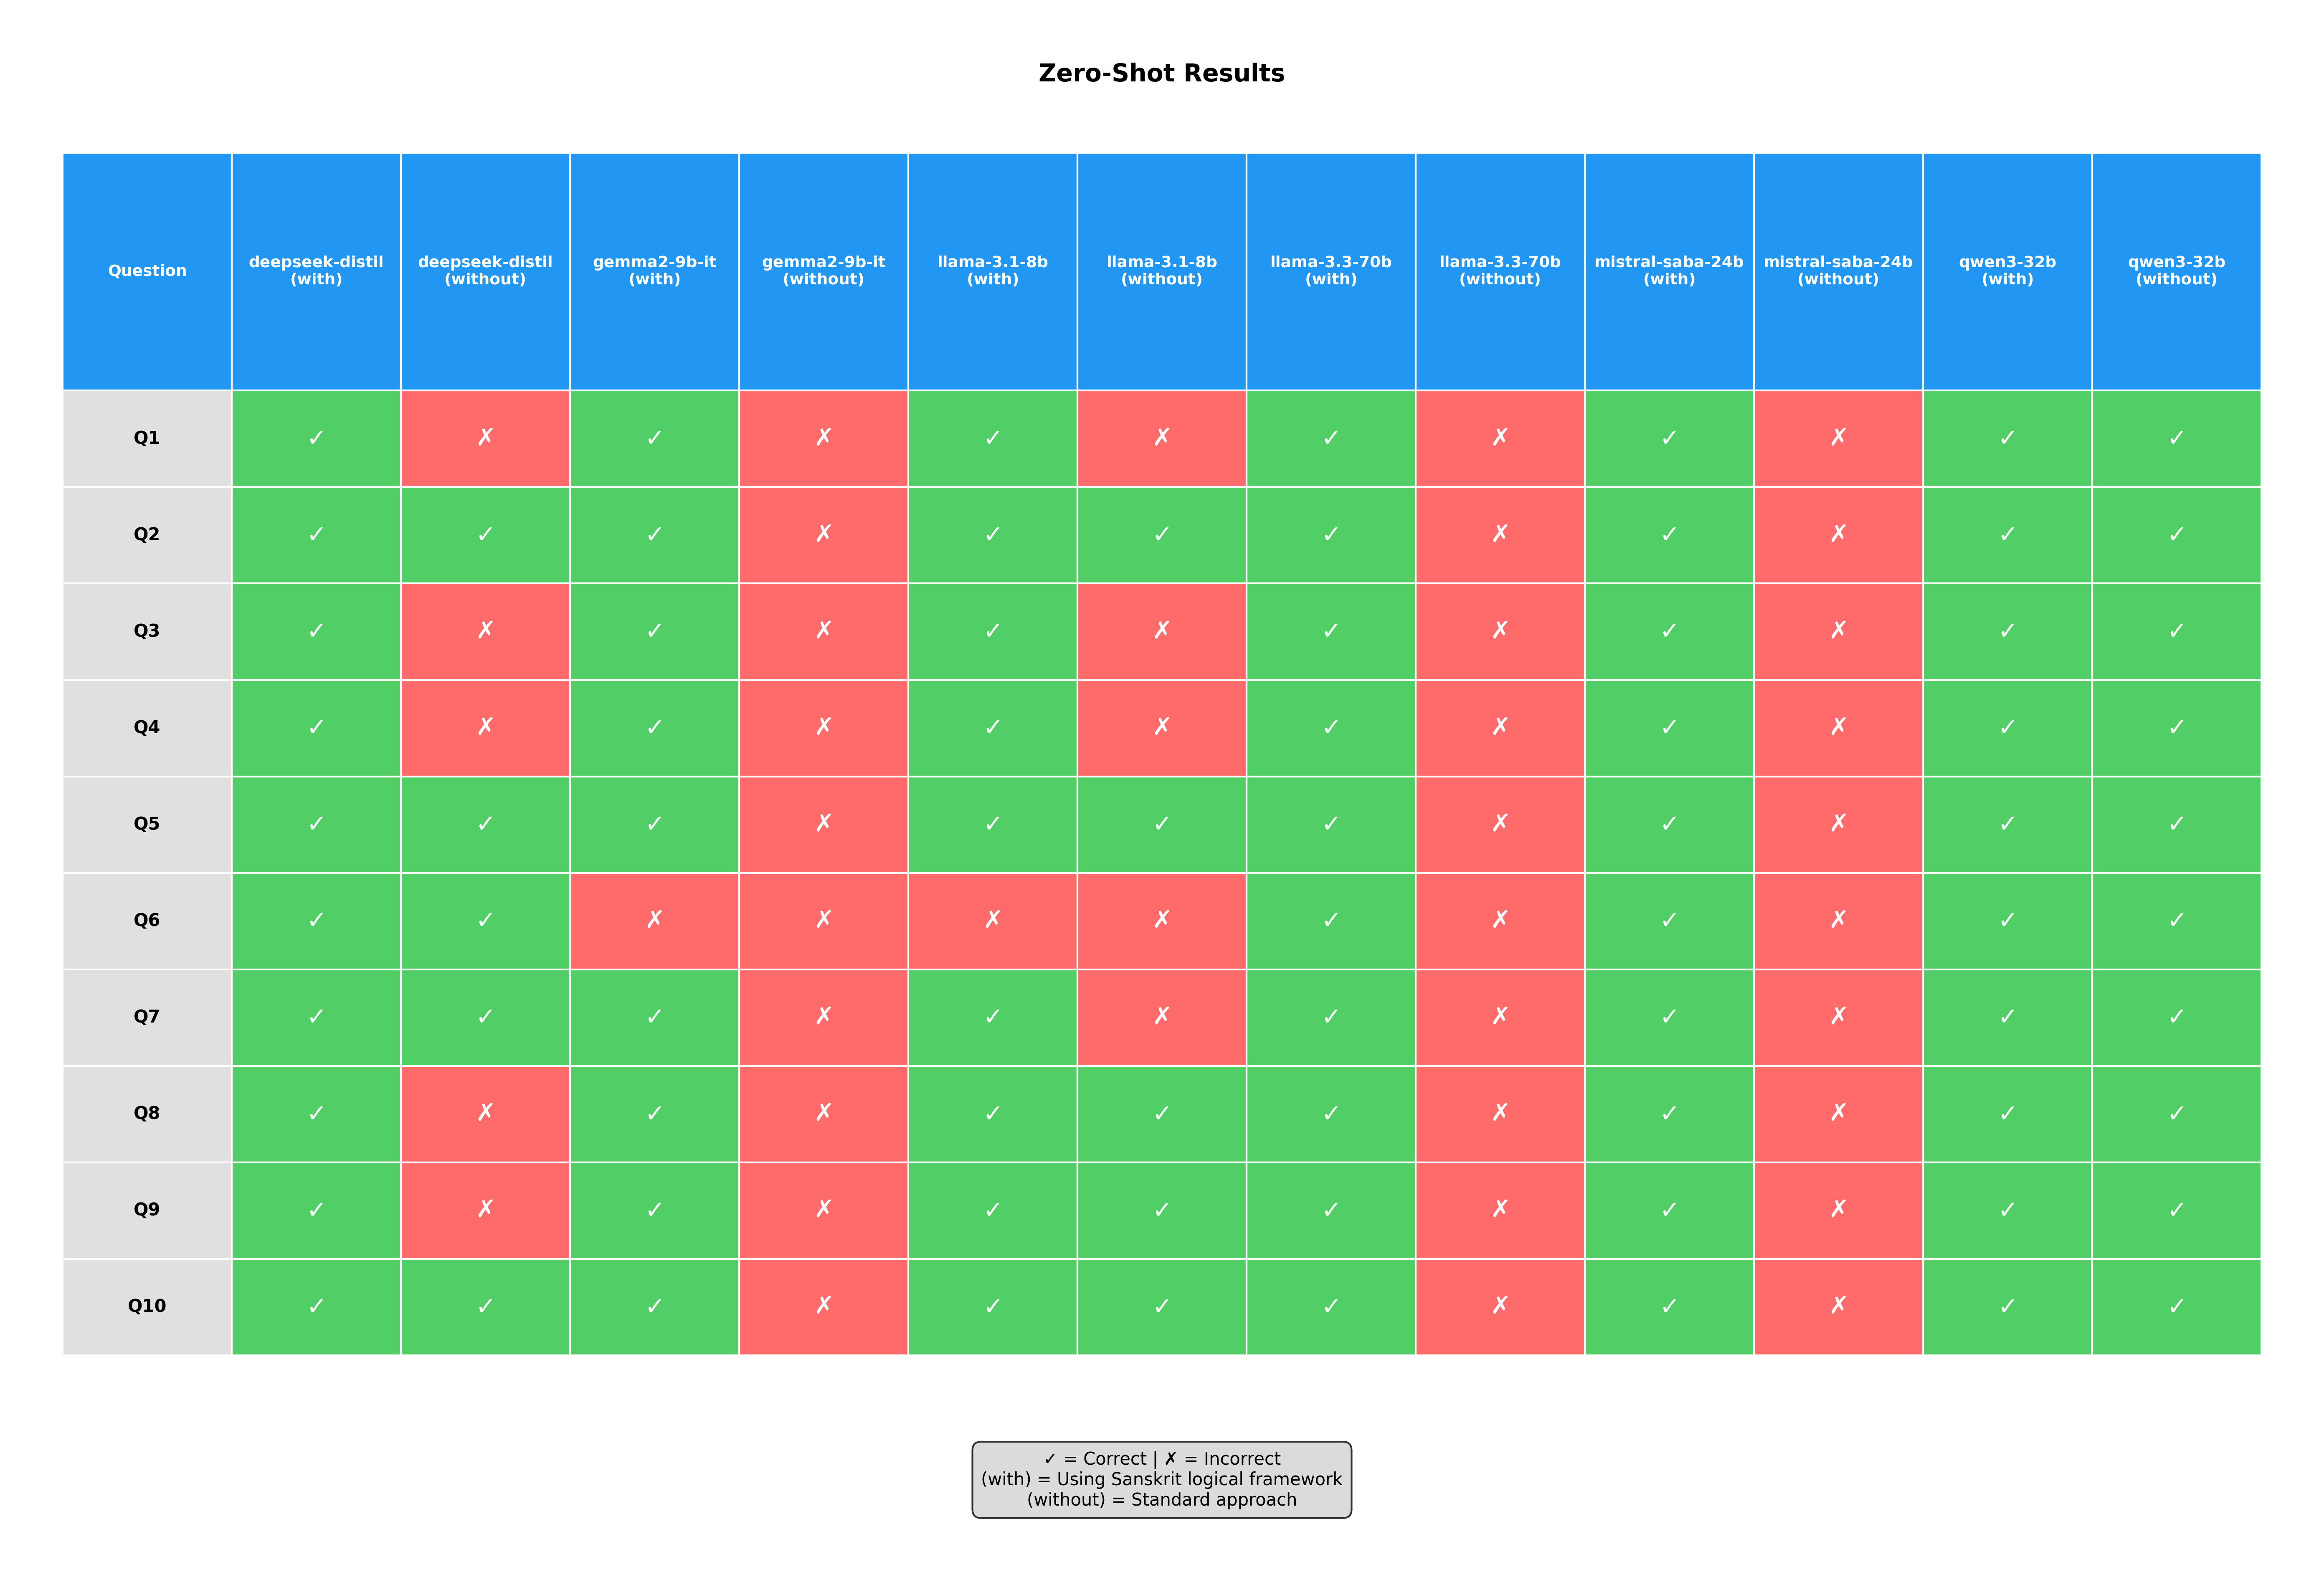 Zero-Shot Results
Question deepseek-distil (with) deepseek-distil (without) gemma2-9b-it (with) gemma2-9b-it (without) llama-3.1-8b (with) llama-3.1-8b (without) llama-3.3-70b (with) llama-3.3-70b (without) mistral-saba-24b (with) mistral-saba-24b (without) qwen3-32b (with) qwen3-32b (without)
Q1 ✓ ✗ ✓ ✗ ✓ ✗ ✓ ✗ ✓ ✗ ✓ ✓
Q2 ✓ ✓ ✓ ✗ ✓ ✓ ✓ ✗ ✓ ✗ ✓ ✓
Q3 ✓ ✗ ✓ ✗ ✓ ✗ ✓ ✗ ✓ ✗ ✓ ✓
Q4 ✓ ✗ ✓ ✗ ✓ ✗ ✓ ✗ ✓ ✗ ✓ ✓
Q5 ✓ ✓ ✓ ✗ ✓ ✓ ✓ ✗ ✓ ✗ ✓ ✓
Q6 ✓ ✓ ✗ ✗ ✗ ✗ ✓ ✗ ✓ ✗ ✓ ✓
Q7 ✓ ✓ ✓ ✗ ✓ ✗ ✓ ✗ ✓ ✗ ✓ ✓
Q8 ✓ ✗ ✓ ✗ ✓ ✓ ✓ ✗ ✓ ✗ ✓ ✓
Q9 ✓ ✗ ✓ ✗ ✓ ✓ ✓ ✗ ✓ ✗ ✓ ✓
Q10 ✓ ✓ ✓ ✗ ✓ ✓ ✓ ✗ ✓ ✗ ✓ ✓
✓ = Correct | ✗ = Incorrect
(with) = Using Sanskrit logical framework
(without) = Standard approach